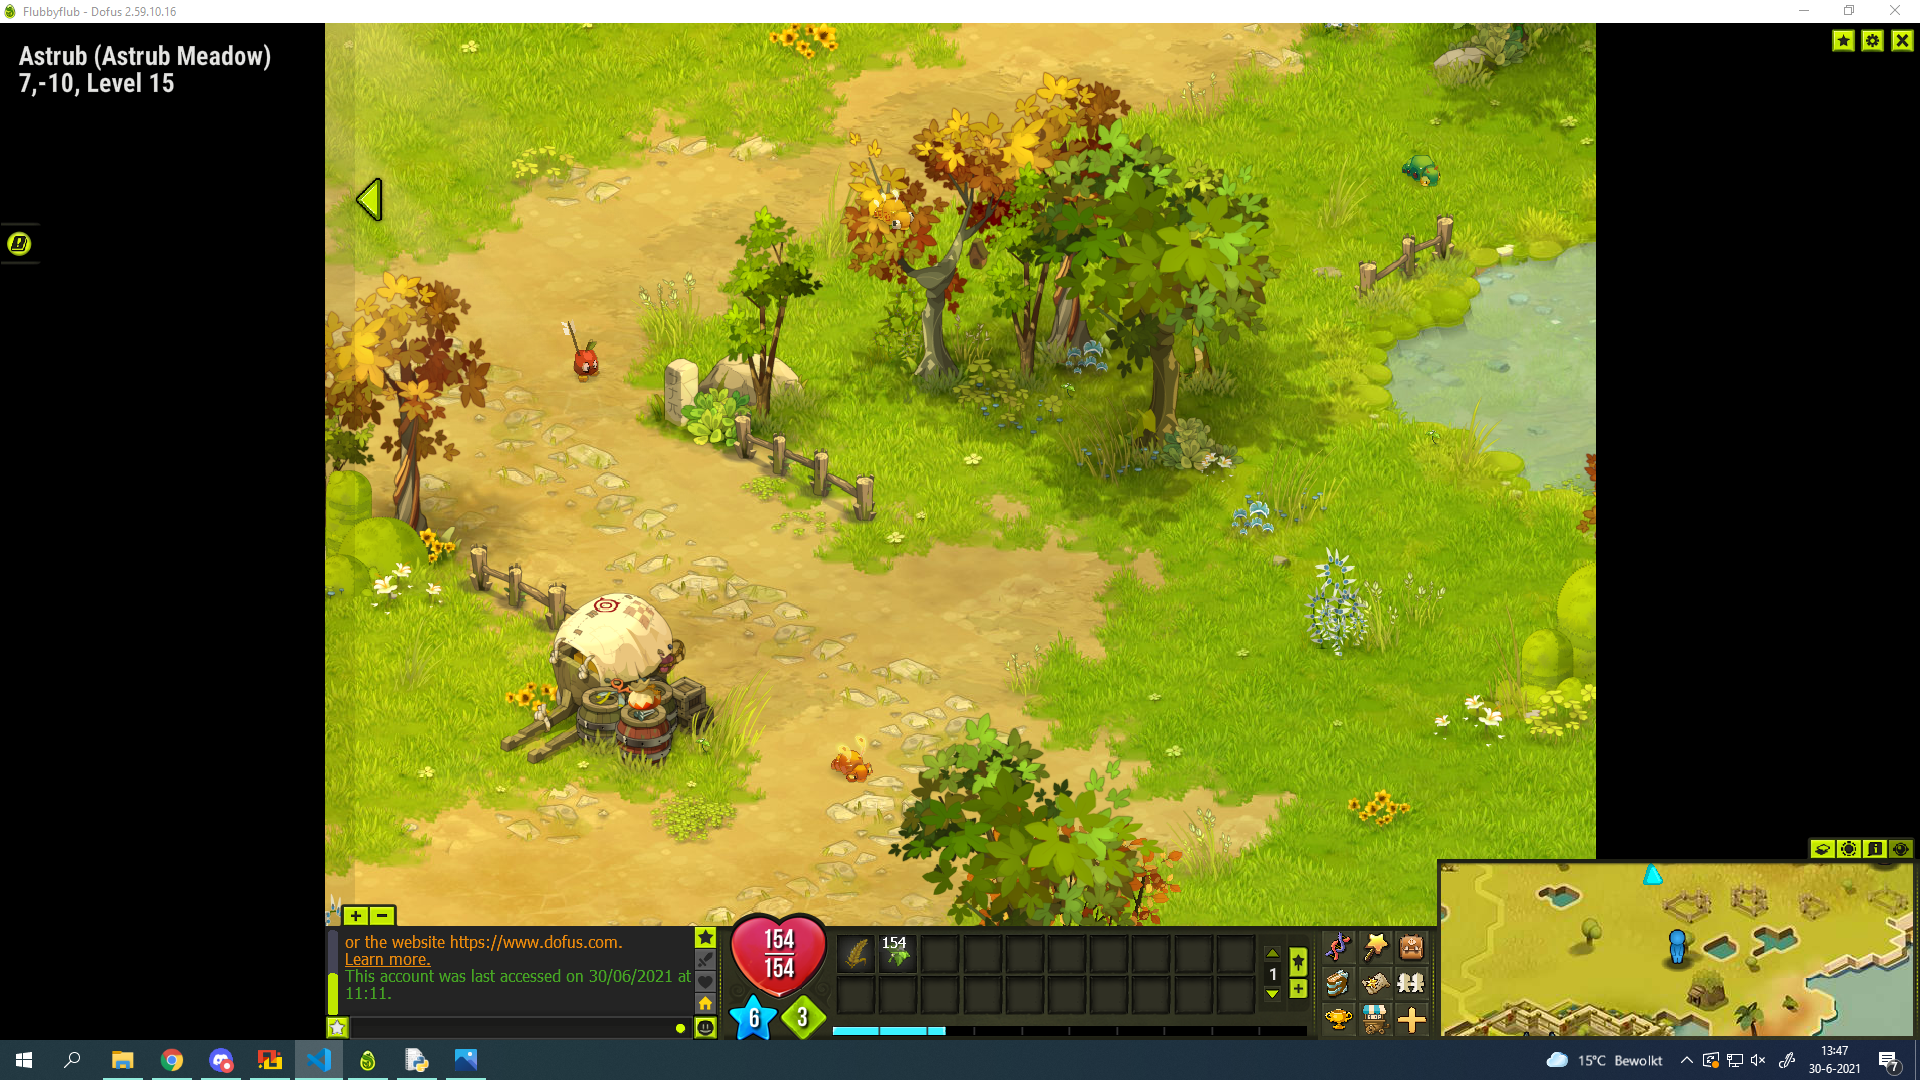 Flubbyflub - Dofus 2.59.10.16
Astrub (Astrub Meadow)
7,-10, Level 15
or the website https://www.dofus.com.
Learn more.
This account was last accessed on 30/06/2021 at
11:11.
154
154
6
3
154
1
SHOP
15°C Bewolkt
13:47
30-6-2021
7